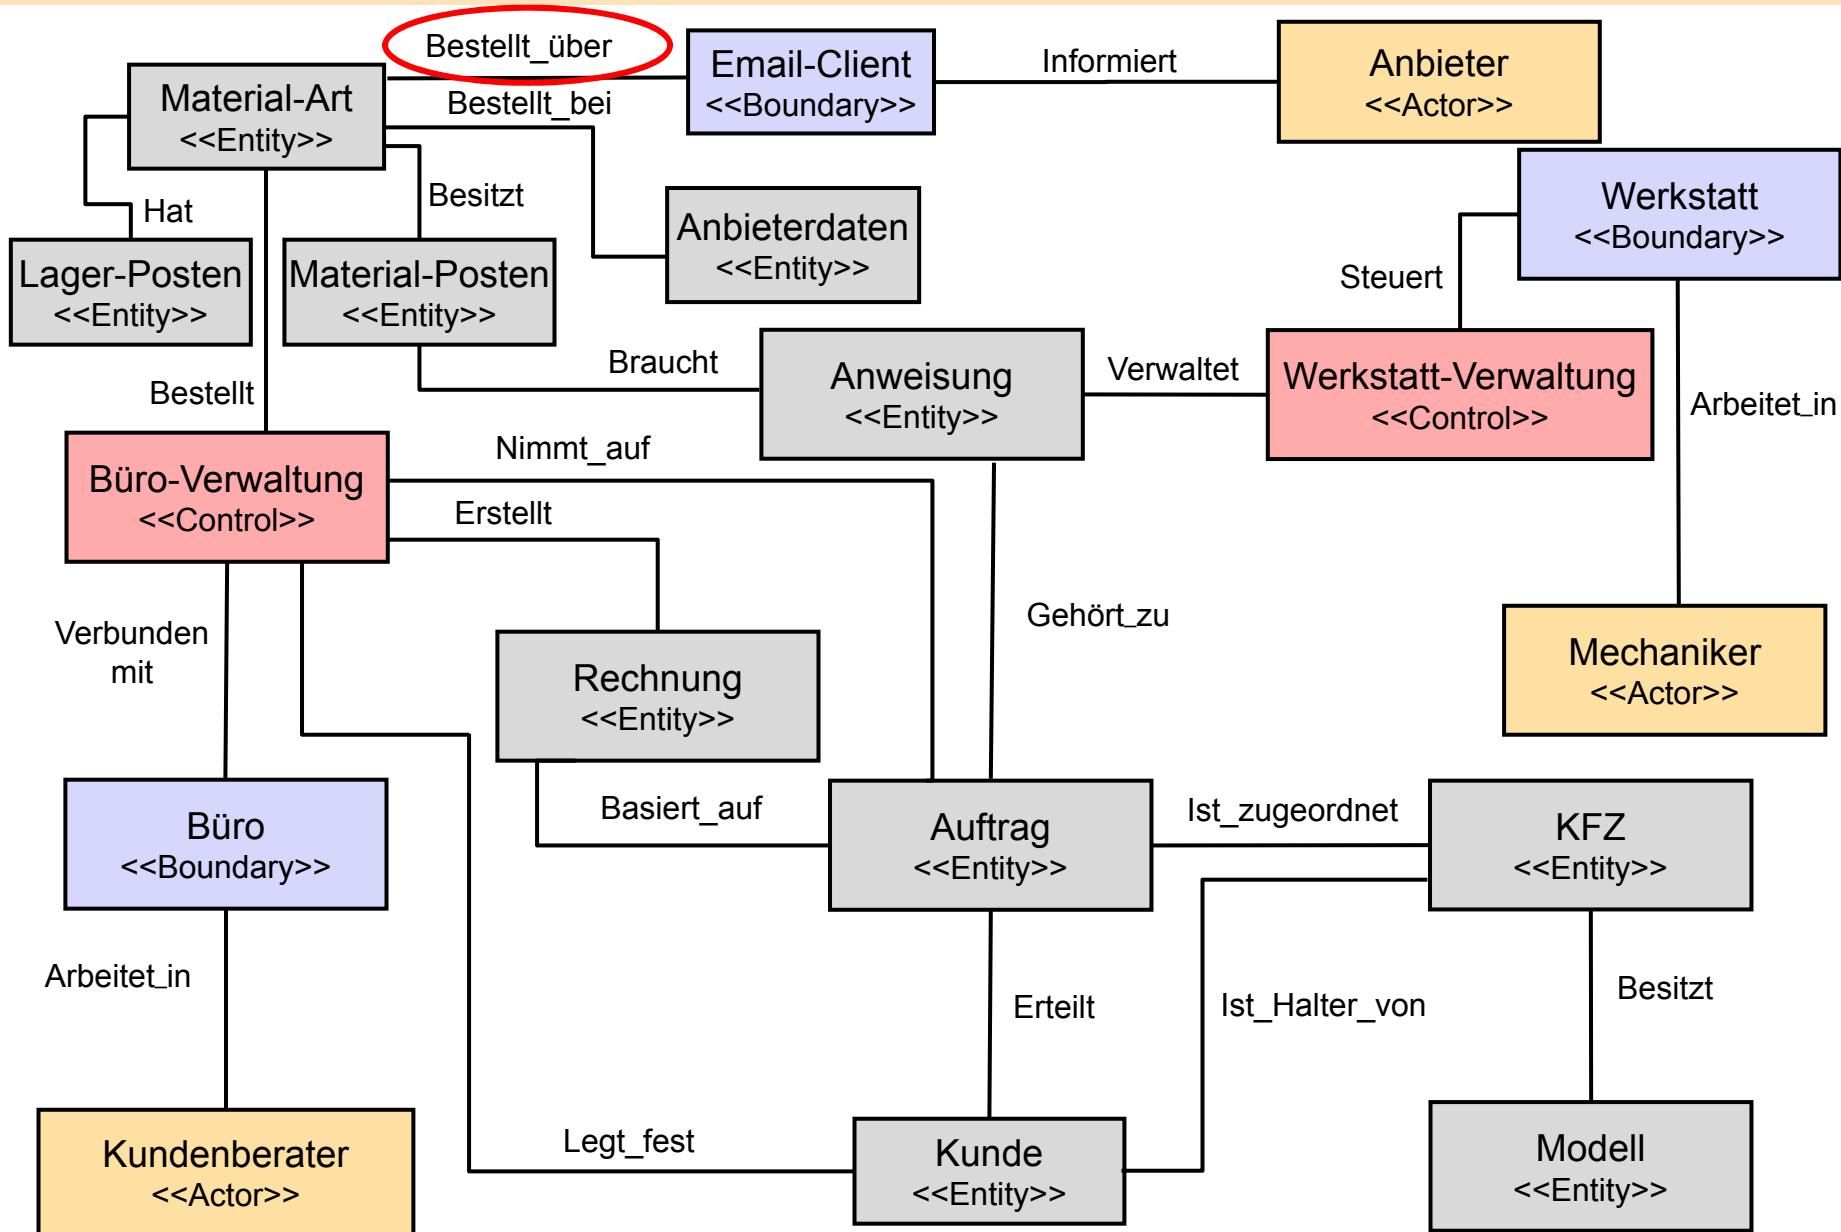 Bestellt_über
Email-Client
<<Boundary>>
Informiert
Anbieter
<<Actor>>
Material-Art
<<Entity>>
Bestellt_bei
Hat
Besitzt
Anbieterdaten
<<Entity>>
Werkstatt
<<Boundary>>
Lager-Posten
<<Entity>>
Material-Posten
<<Entity>>
Steuert
Bestellt
Braucht
Anweisung
<<Entity>>
Verwaltet
Werkstatt-Verwaltung
<<Control>>
Arbeitet_in
Büro-Verwaltung
<<Control>>
Nimmt_auf
Erstellt
Verbunden
mit
Rechnung
<<Entity>>
Gehört_zu
Mechaniker
<<Actor>>
Büro
<<Boundary>>
Basiert_auf
Auftrag
<<Entity>>
Ist_zugeordnet
KFZ
<<Entity>>
Arbeitet_in
Erteilt
Ist_Halter_von
Besitzt
Kundenberater
<<Actor>>
Legt_fest
Kunde
<<Entity>>
Modell
<<Entity>>